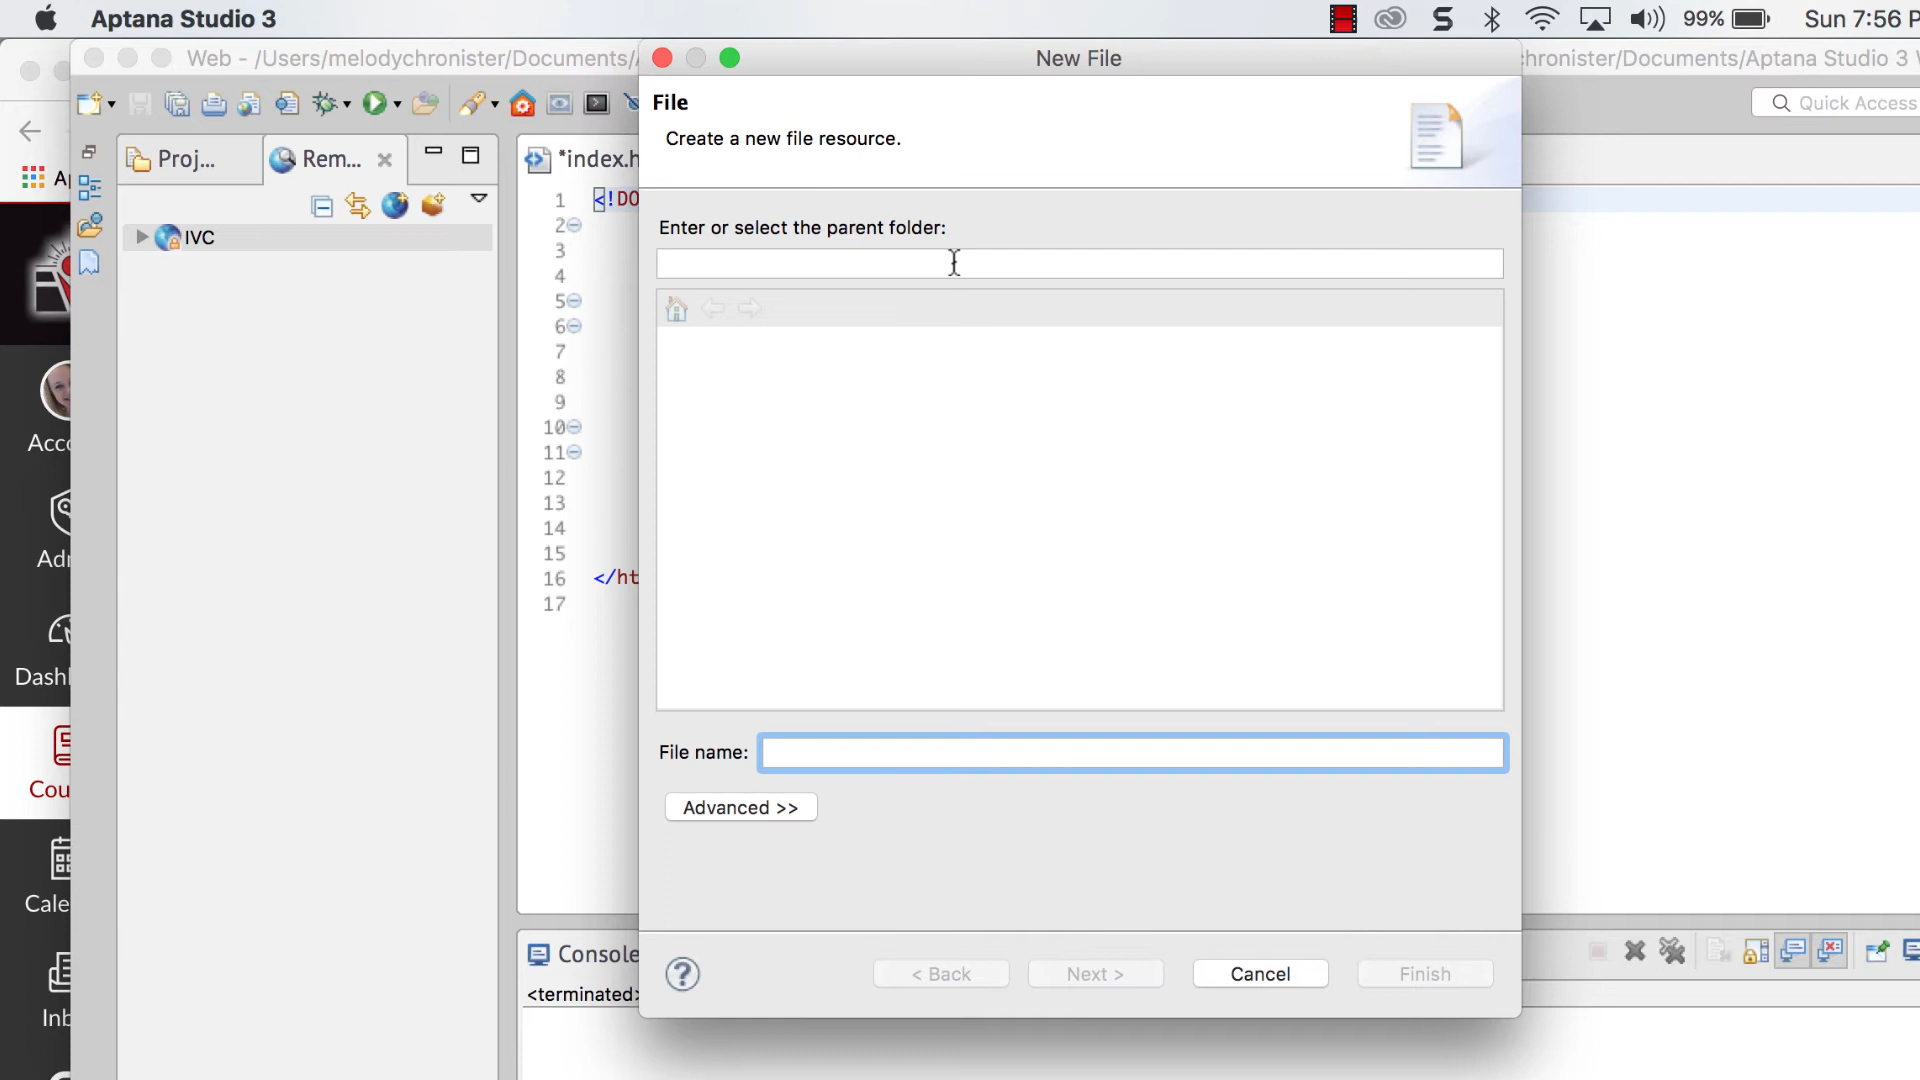 Aptana Studio 3
99%
Sun 7:56 P
Web - /Users/melodychronister/Documents/
New File
hronister/Documents/Aptana Studio 3 W
File
Create a new file resource.
Quick Access
Proj...
Rem...
*index.h
IVC
Enter or select the parent folder:
1 <!DO
2
3
4
5
6
7
8
9
10
11
12
13
14
15
16 </ht
17
Acco
Adm
Dashl
Cou
Cale
Inb
File name:
Advanced >>
Console
<terminated>
?
< Back
Next >
Cancel
Finish